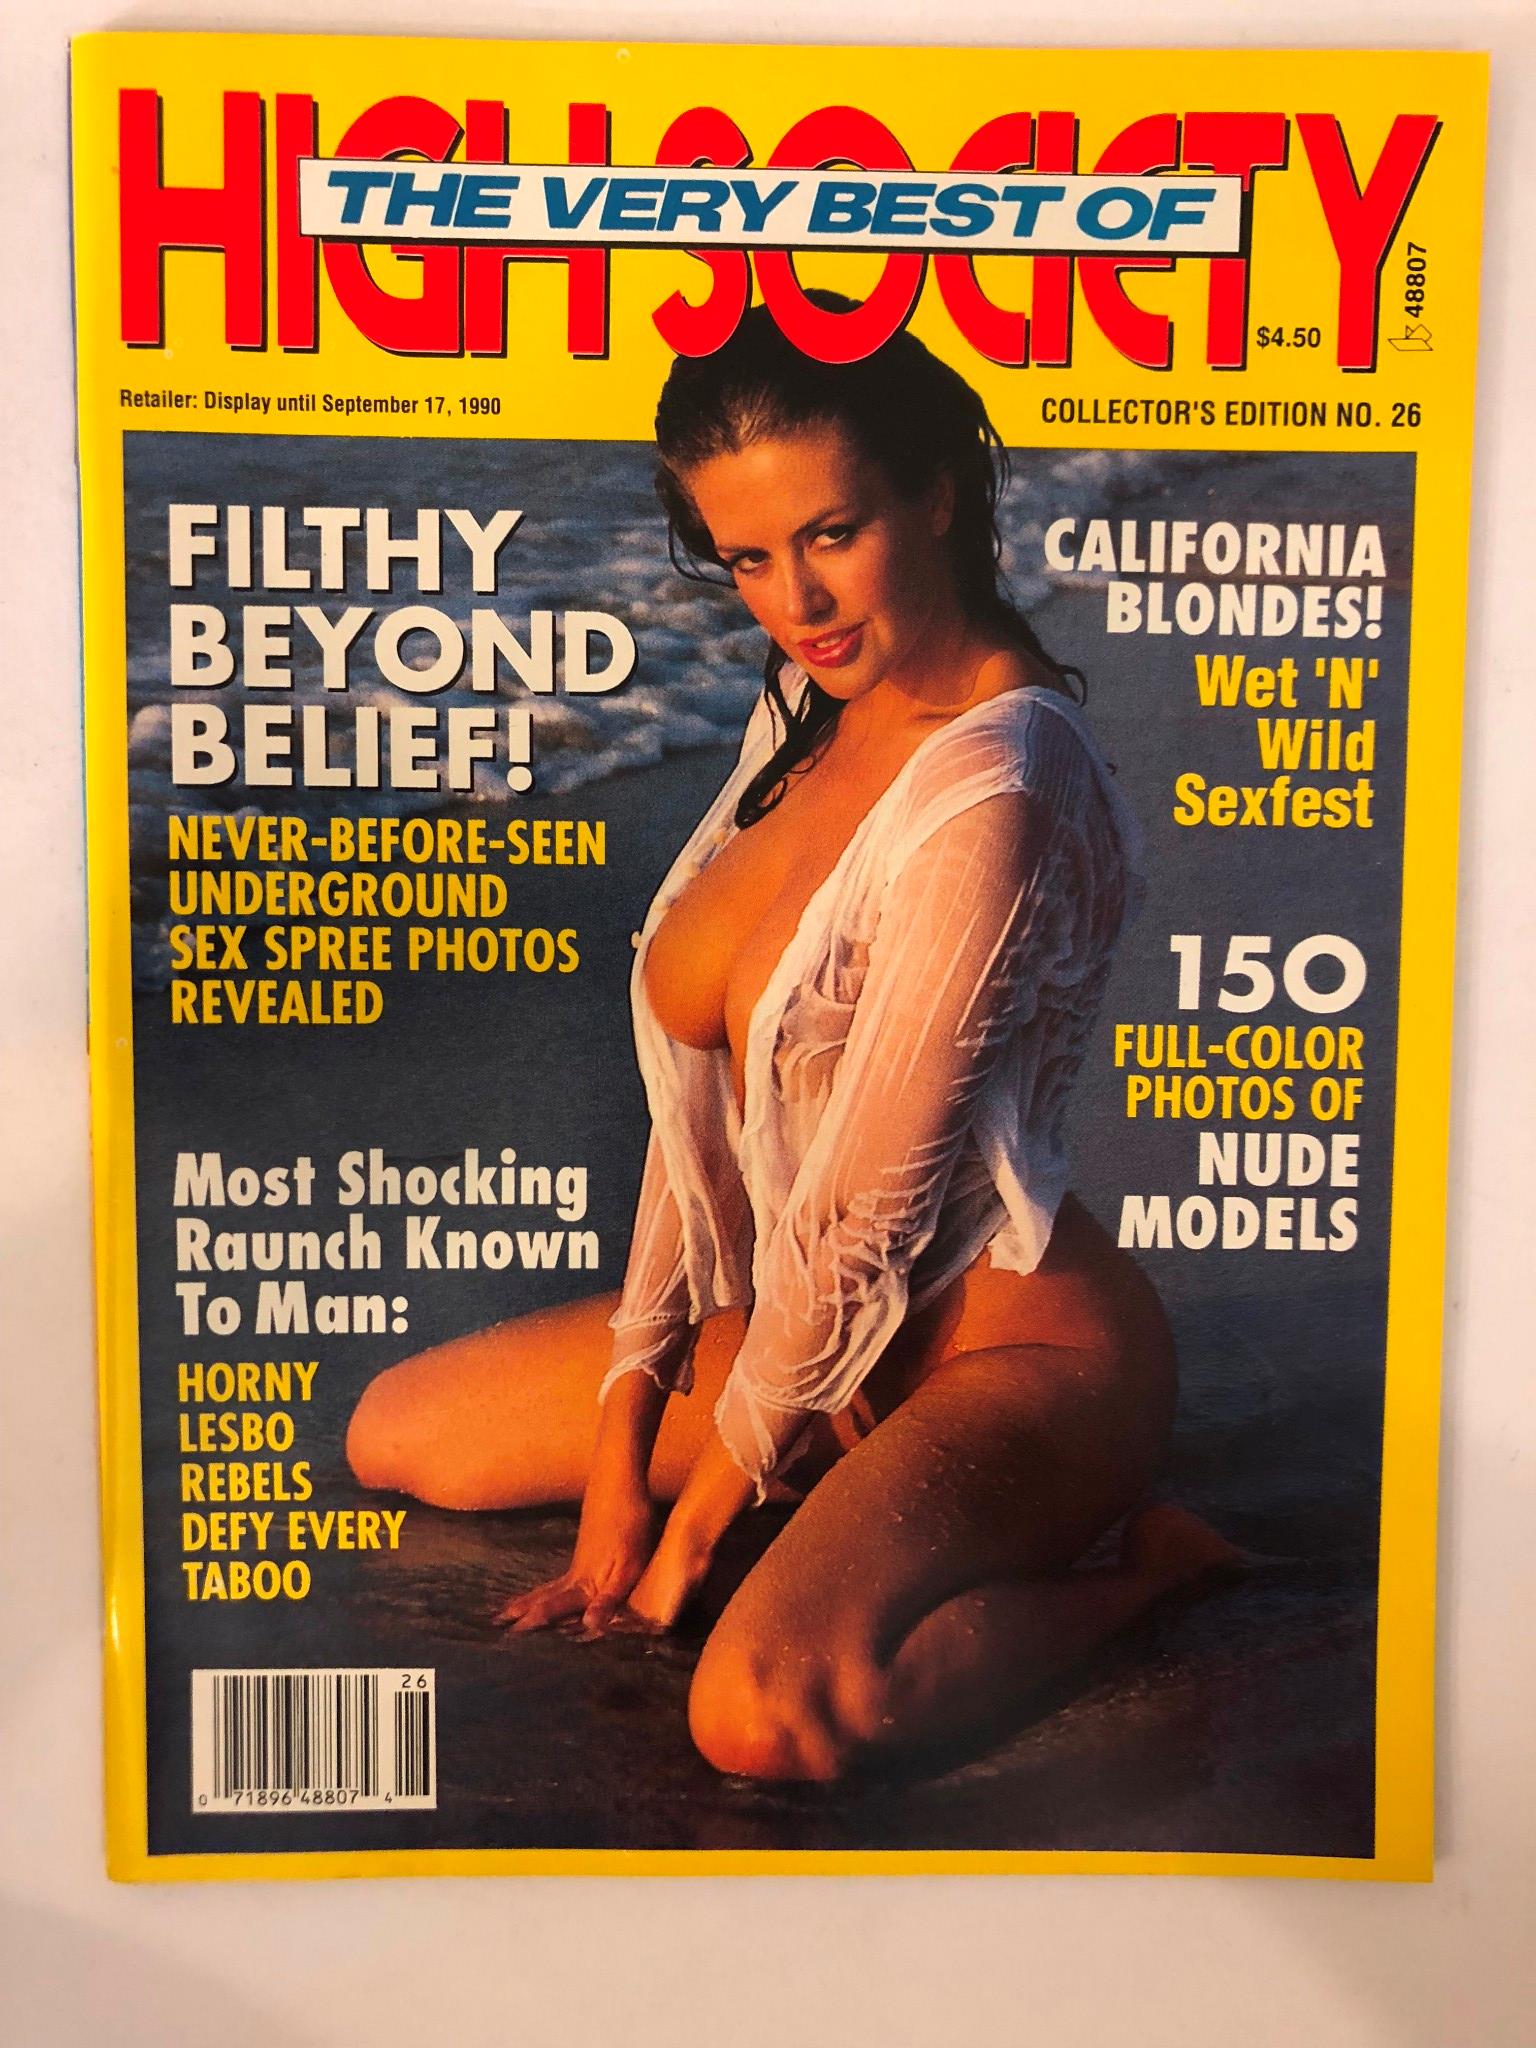 HIGH SOCIETY
THE VERY BEST OF
$4.50
48807
Retailer: Display until September 17, 1990
COLLECTOR'S EDITION NO. 26
FILTHY
BEYOND
BELIEF!
NEVER-BEFORE-SEEN
UNDERGROUND
SEX SPREE PHOTOS
REVEALED
Most Shocking
Raunch Known
To Man:
HORNY
LESBO
REBELS
DEFY EVERY
TABOO
CALIFORNIA
BLONDES!
Wet 'N'
Wild
Sexfest
150
FULL-COLOR
PHOTOS OF
NUDE
MODELS
26
0 71896 48807 4